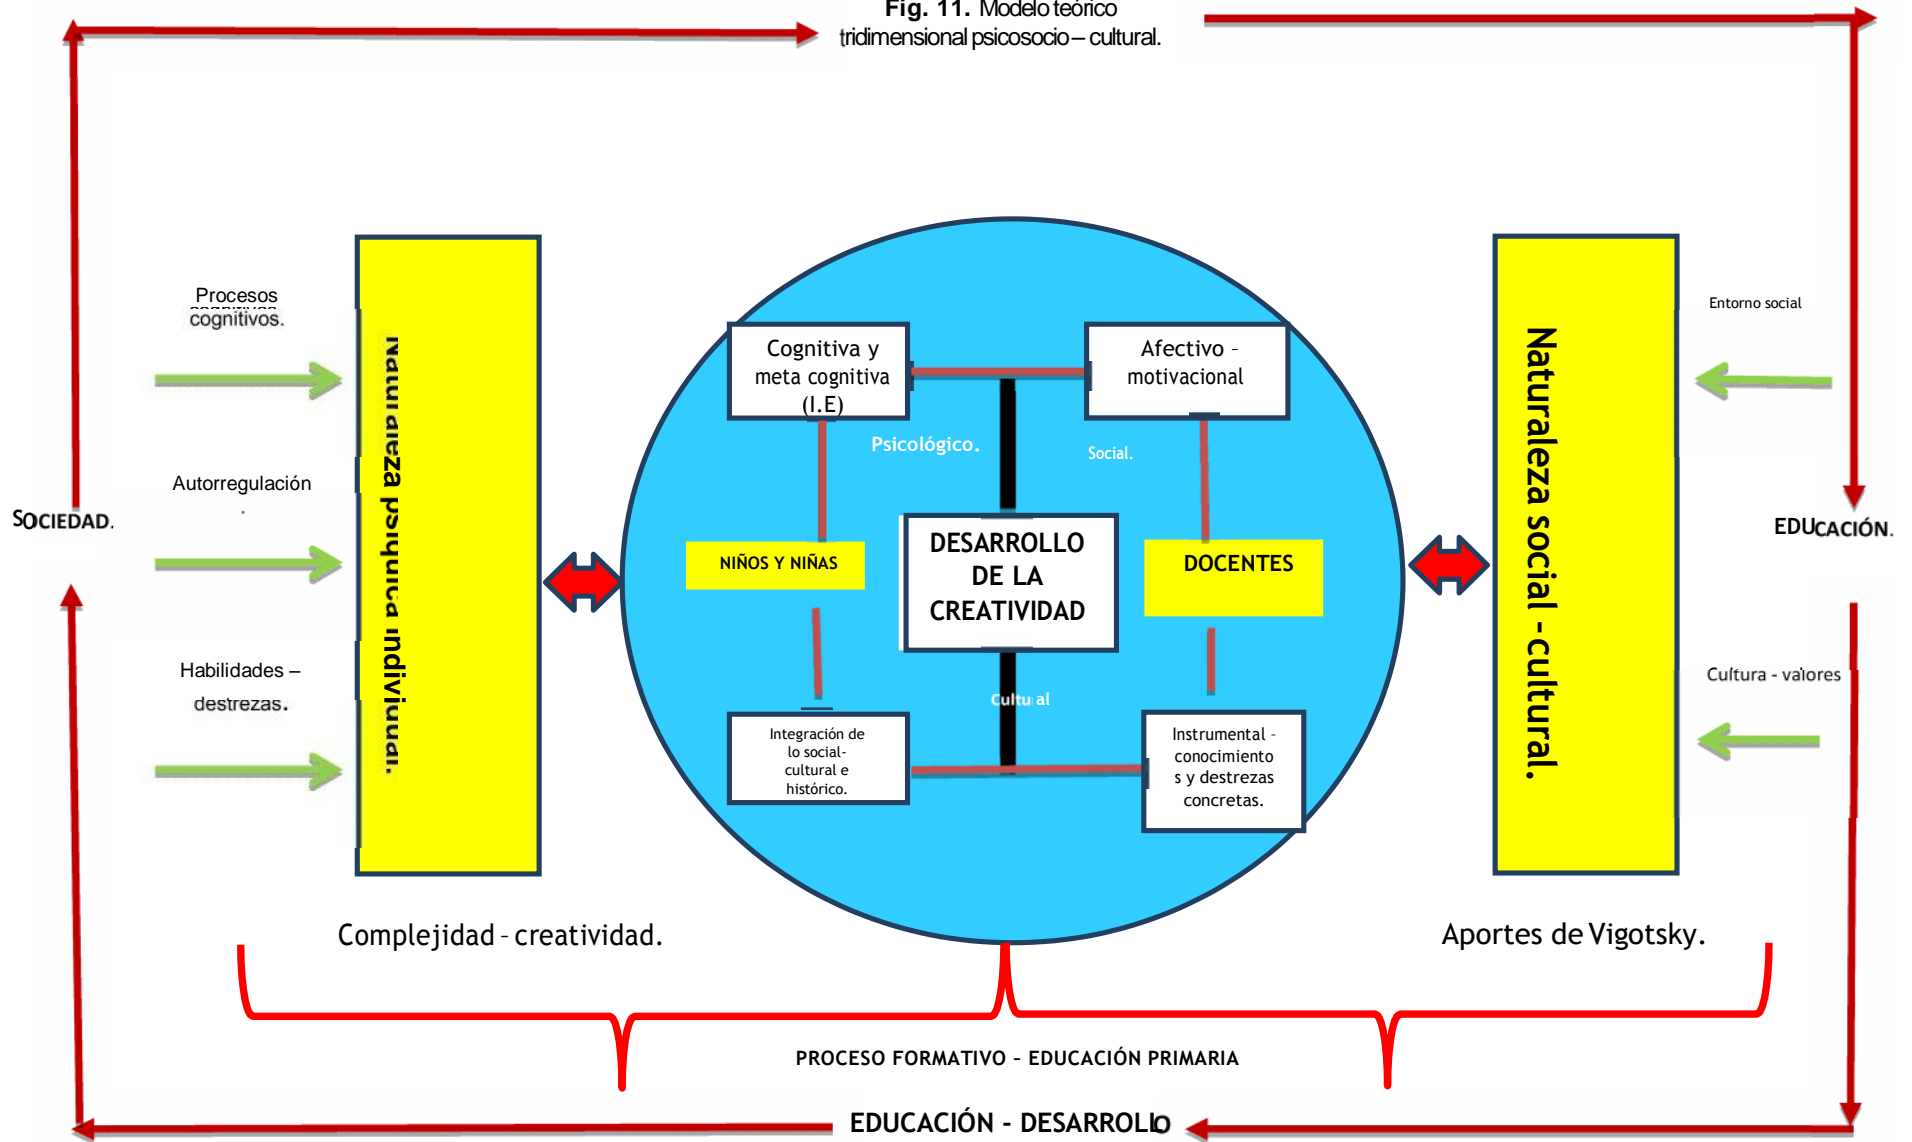 Fig. 11. Modelo teórico
tridimensional psicosocio – cultural.
Procesos
cognitivos.
Autorregulación
.
Habilidades –
destrezas.
SOCIEDAD.
Naturaleza psíquica individual.
Cognitiva y
meta cognitiva
(I.E)
Afectivo –
motivacional
Psicológico.
Social.
NIÑOS Y NIÑAS
DESARROLLO
DE LA
CREATIVIDAD
DOCENTES
Cultural
Integración de
lo social-
cultural e
histórico.
Instrumental –
conocimiento
s y destrezas
concretas.
Naturaleza social - cultural.
Entorno social
EDUCACIÓN.
Cultura - valores
Complejidad – creatividad.
Aportes de Vigotsky.
PROCESO FORMATIVO – EDUCACIÓN PRIMARIA
EDUCACIÓN - DESARROLLO